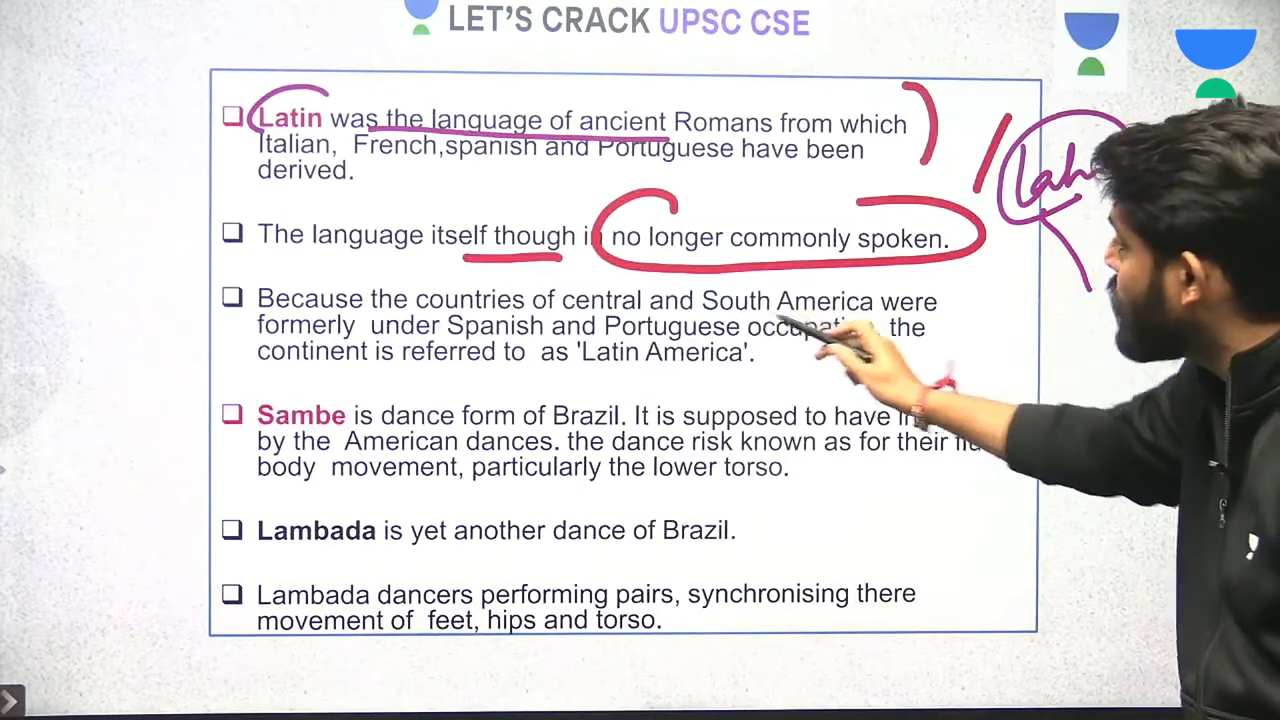 LET'S CRACK UPSC CSE
Latin was the language of ancient Romans from which
Italian, French,spanish and Portuguese have been
derived.
The language itself though in no longer commonly spoken.
Because the countries of central and South America were
formerly under Spanish and Portuguese the
continent is referred to as 'Latin America'.
Sambe is dance form of Brazil. It is supposed to have
by the American dances. the dance risk known as for their
body movement, particularly the lower torso.
Lambada is yet another dance of Brazil.
Lambada dancers performing pairs, synchronising there
movement of feet, hips and torso.